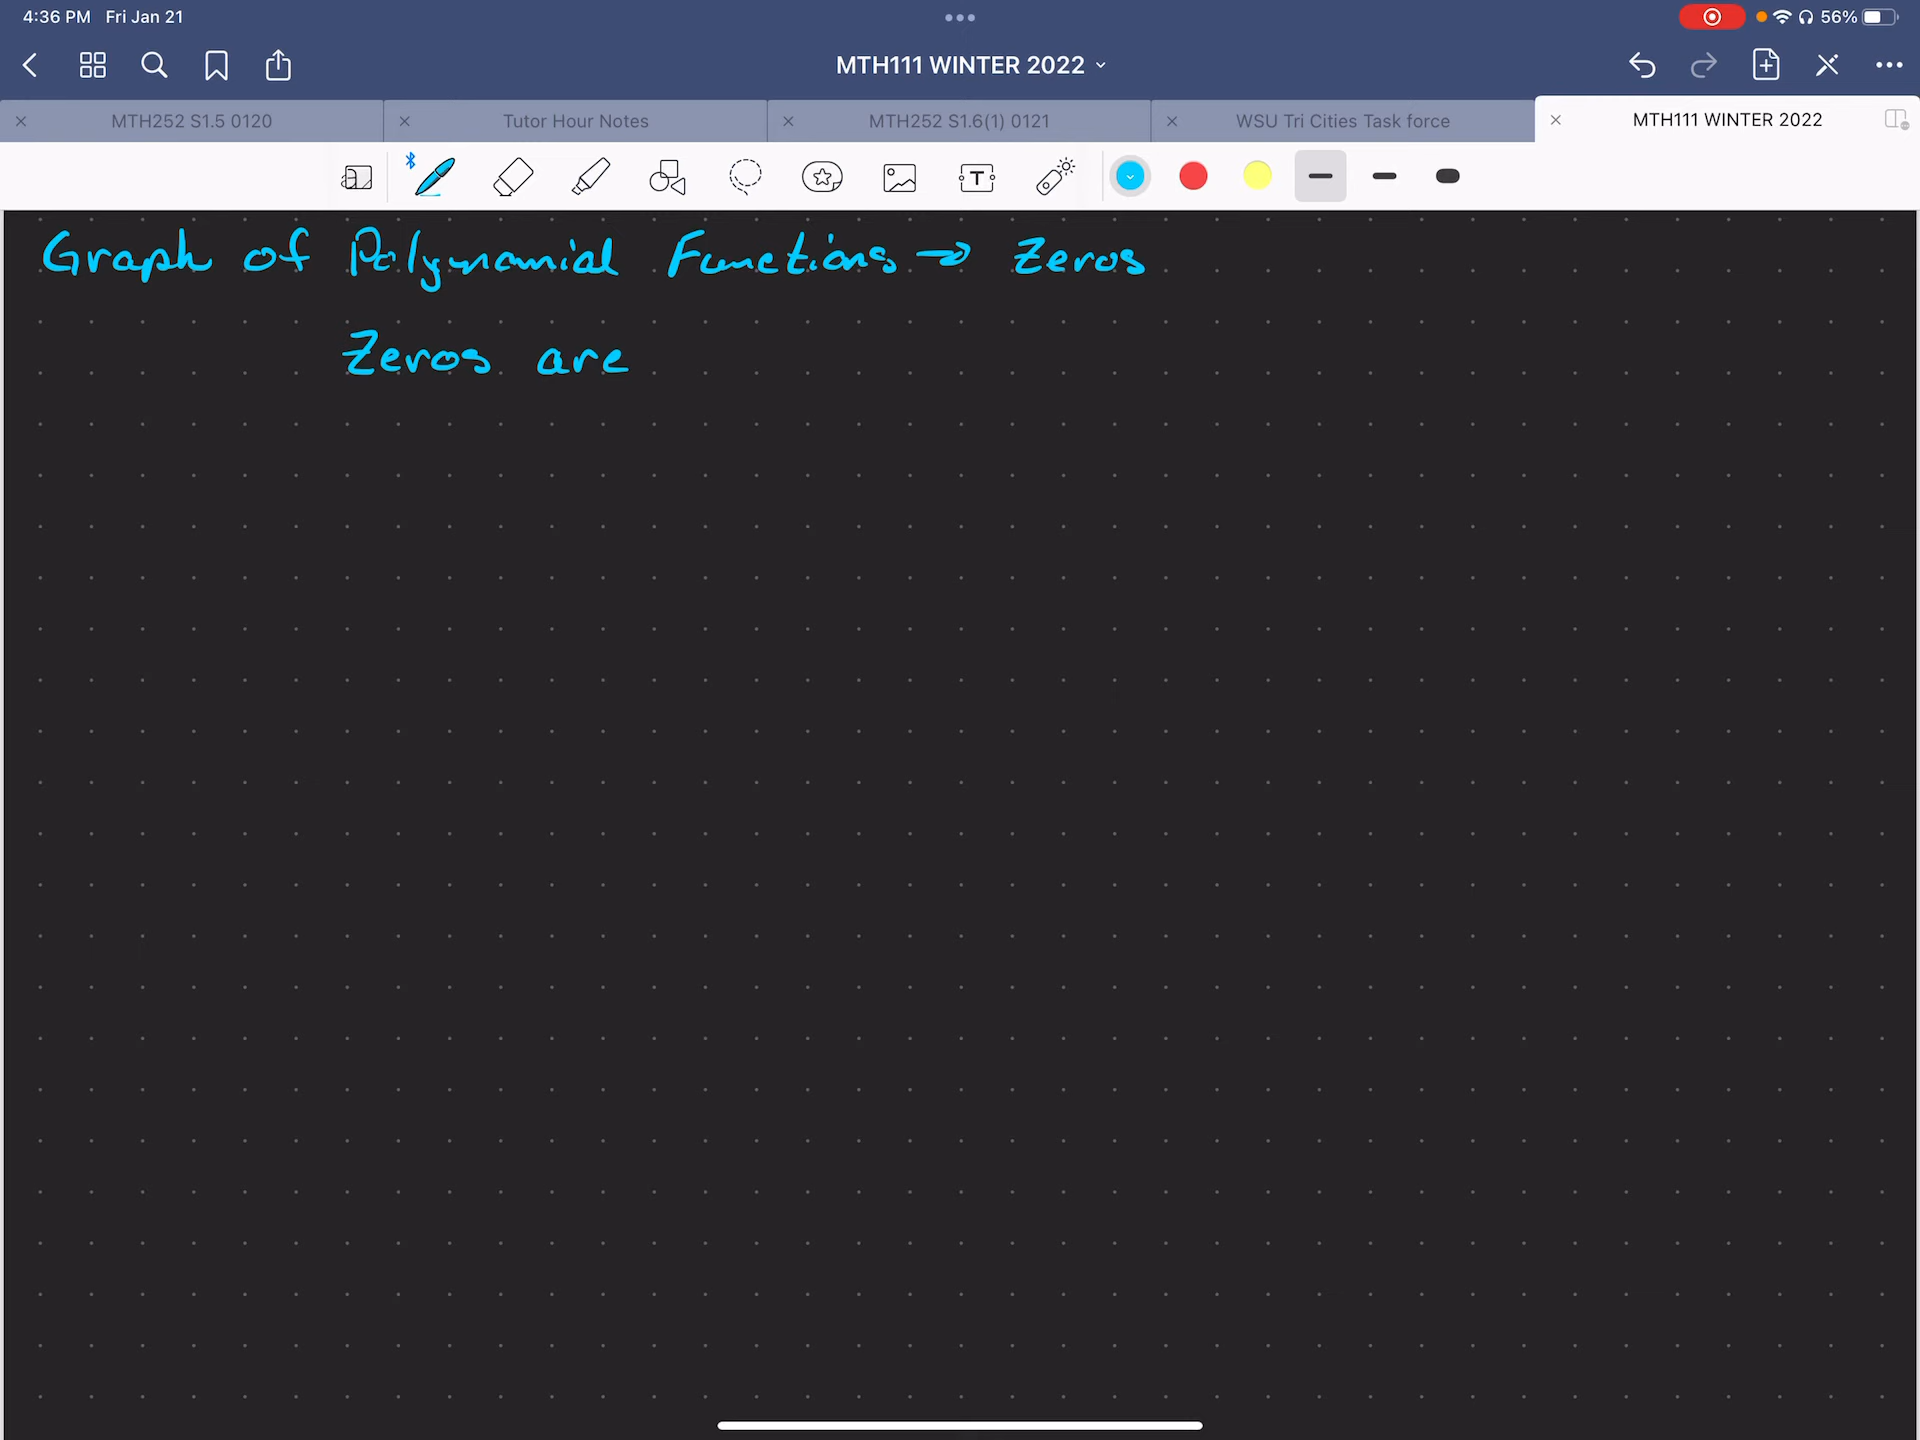 4:36 PM Fri Jan 21
56%
MTH111 WINTER 2022
MTH252 S1.5 0120
Tutor Hour Notes
MTH252 S1.6(1) 0121
WSU Tri Cities Task force
MTH111 WINTER 2022
Graph of Polynomial Functions → Zeros
Zeros are